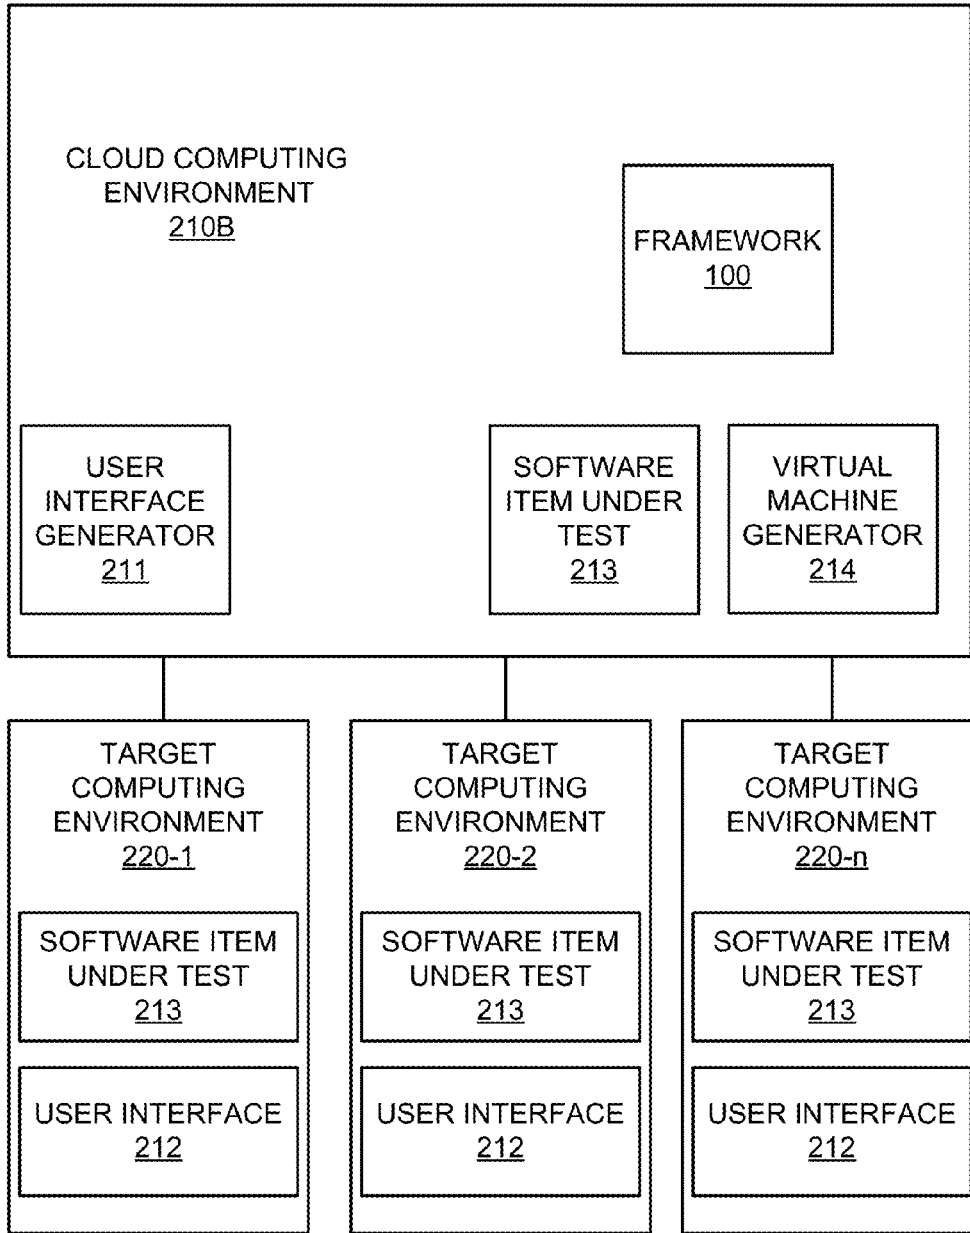 CLOUD COMPUTING
ENVIRONMENT
210B
FRAMEWORK
100
USER
INTERFACE
GENERATOR
211
SOFTWARE
ITEM UNDER
TEST
213
VIRTUAL
MACHINE
GENERATOR
214
TARGET
COMPUTING
ENVIRONMENT
220-1
SOFTWARE ITEM
UNDER TEST
213
USER INTERFACE
212
TARGET
COMPUTING
ENVIRONMENT
220-2
SOFTWARE ITEM
UNDER TEST
213
USER INTERFACE
212
TARGET
COMPUTING
ENVIRONMENT
220-n
SOFTWARE ITEM
UNDER TEST
213
USER INTERFACE
212